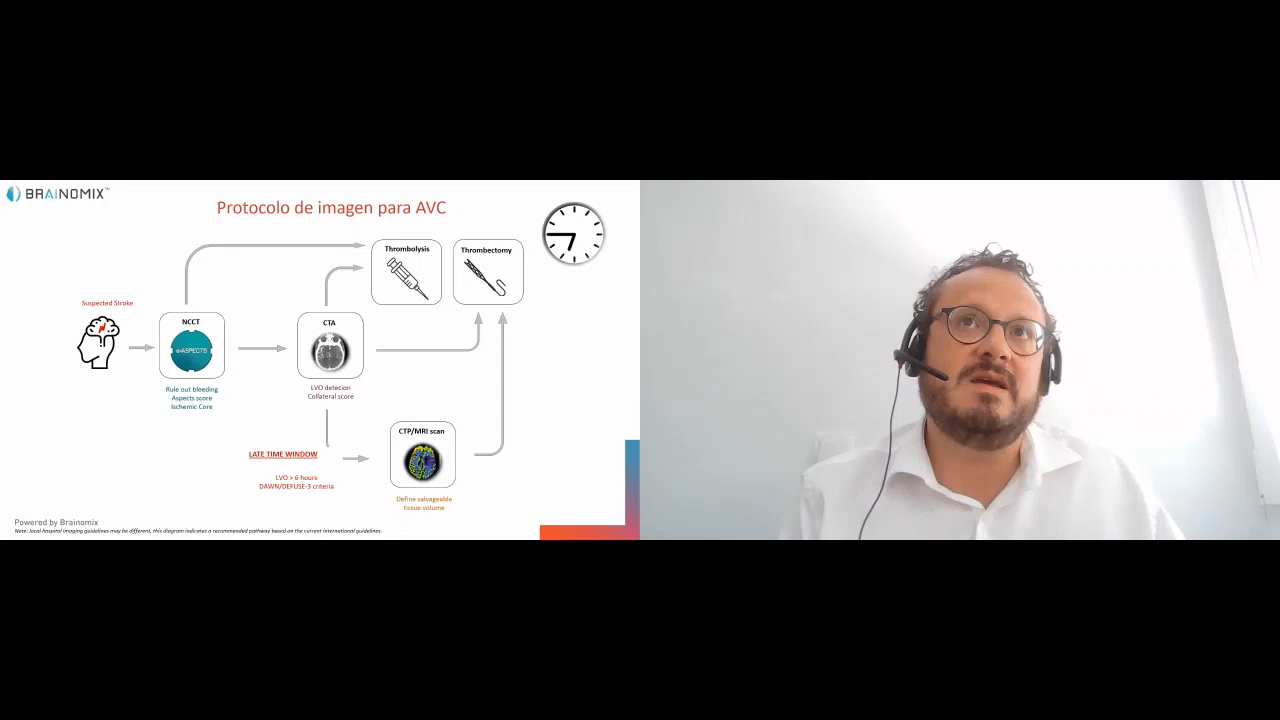 BRAINOMIX™
Protocolo de imagen para AVC
Thrombolysis
Thrombectomy
Suspected Stroke
NCCT
e-ASPECTS
Rule out bleeding
Aspects score
Ischemic Core
CTA
LVO detecion
Collateral score
LATE TIME WINDOW
LVO > 6 hours
DAWN/DEFUSE-3 criteria
CTP/MRI scan
Define salvageable
tissue volume
Powered by Brainomix
Note: local hospital imaging guidelines may be different, this diagram indicates a recommended pathway based on the current international guidelines.